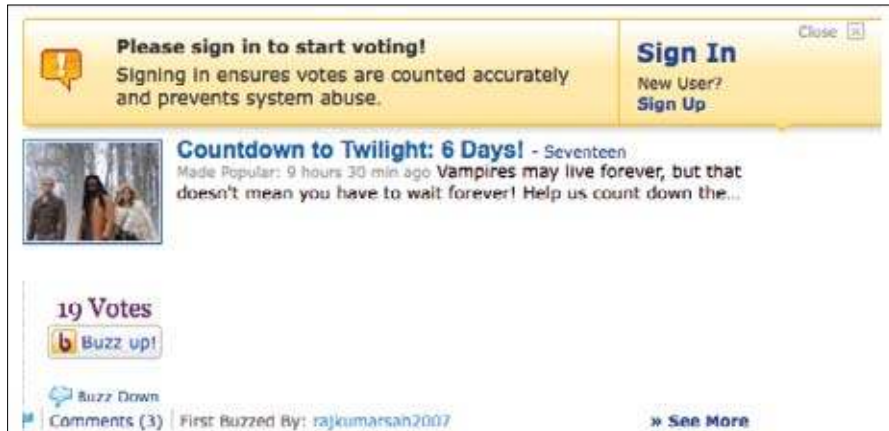 Close
Please sign in to start voting!
Signing in ensures votes are counted accurately
and prevents system abuse.
Sign In
New User?
Sign Up
Countdown to Twilight: 6 Days! - Seventeen
Made Popular: 9 hours 30 min ago Vampires may live forever, but that
doesn't mean you have to wait forever! Help us count down the...
19 Votes
Buzz up!
Buzz Down
Comments (3) First Buzzed By: rajkumarsah2007 » See More